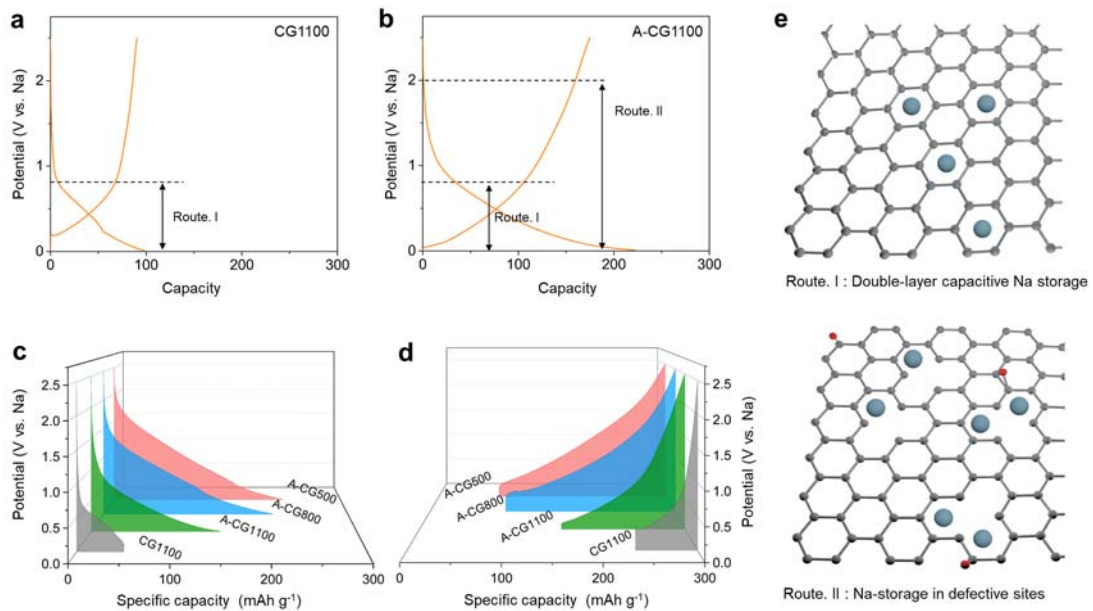 a
CG1100
Potential (V vs. Na)
2
1
0
0 100 200 300
Capacity
Route. I
b
A-CG1100
Potential (V vs. Na)
2
1
0
0 100 200 300
Capacity
Route. II
Route. I
e
Route. I : Double-layer capacitive Na storage
c
Potential (V vs. Na)
2.5
2.0
1.5
1.0
0.5
0.0
A-CG500
A-CG800
A-CG1100
CG1100
0 100 200 300
Specific capacity (mAh g⁻¹)
d
A-CG500
A-CG800
A-CG1100
CG1100
2.5
2.0
1.5
1.0
0.5
0.0
Potential (V vs. Na)
0 100 200 300
Specific capacity (mAh g⁻¹)
Route. II : Na-storage in defective sites